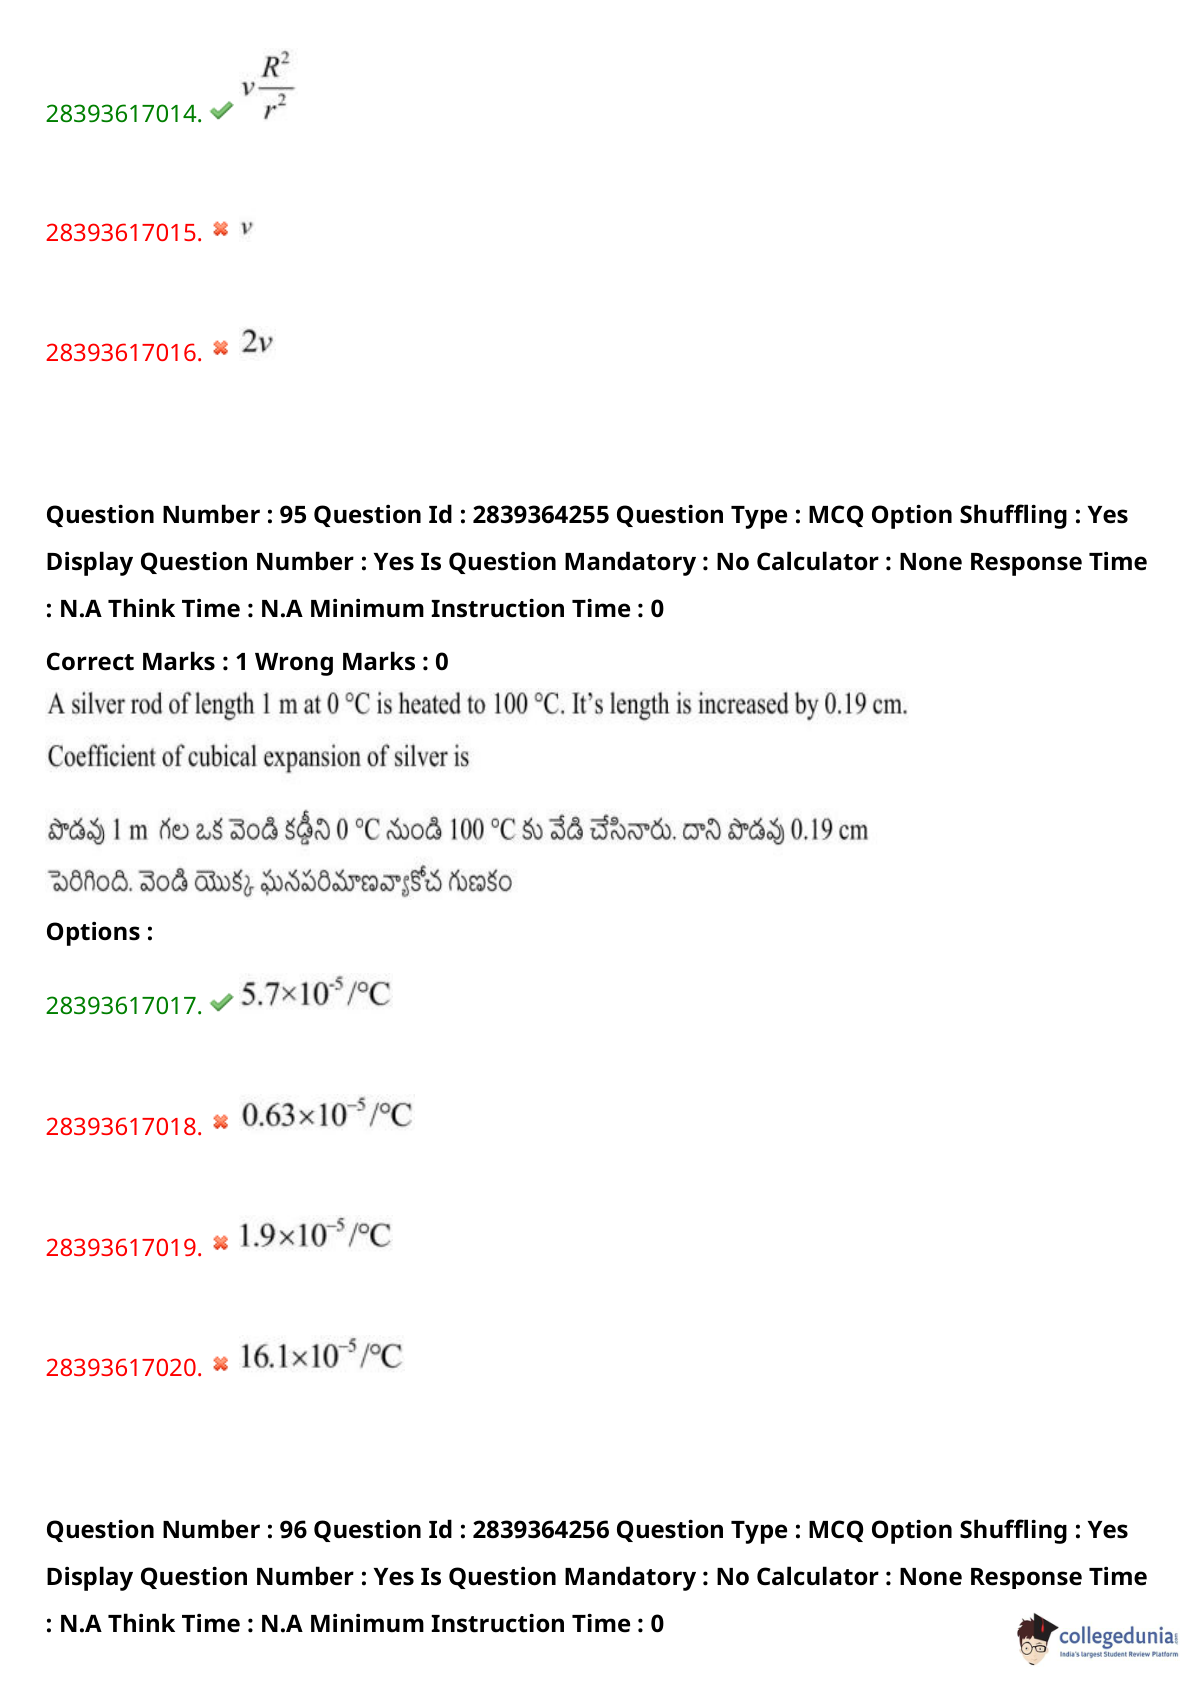 28393617014. v R²/r²
28393617015. v
28393617016. 2v
Question Number : 95 Question Id : 2839364255 Question Type : MCQ Option Shuffling : Yes
Display Question Number : Yes Is Question Mandatory : No Calculator : None Response Time
: N.A Think Time : N.A Minimum Instruction Time : 0
Correct Marks : 1 Wrong Marks : 0
A silver rod of length 1 m at 0 °C is heated to 100 °C. It’s length is increased by 0.19 cm.
Coefficient of cubical expansion of silver is
పొడవు 1 m గల ఒక వెండి కడ్డీని 0 °C నుండి 100 °C కు వేడి చేసినారు. దాని పొడవు 0.19 cm
పెరిగింది. వెండి యొక్క ఘనపరిమాణవ్యాకోచ గుణకం
Options :
28393617017. 5.7×10⁻⁵/°C
28393617018. 0.63×10⁻⁵/°C
28393617019. 1.9×10⁻⁵/°C
28393617020. 16.1×10⁻⁵/°C
Question Number : 96 Question Id : 2839364256 Question Type : MCQ Option Shuffling : Yes
Display Question Number : Yes Is Question Mandatory : No Calculator : None Response Time
: N.A Think Time : N.A Minimum Instruction Time : 0
collegedunia
India's largest Student Review Platform